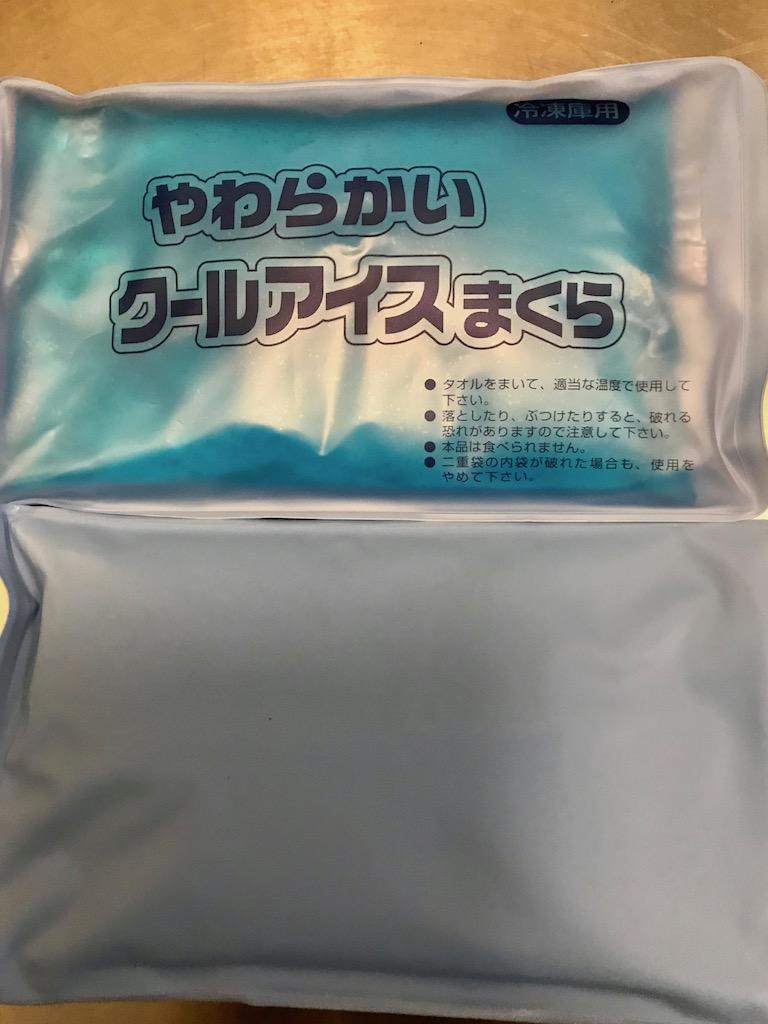 冷凍庫用
やわらかい
クールアイスまくら
● タオルをまいて、適当な温度で使用して
下さい。
● 落としたり、ぶつけたりすると、破れる
恐れがありますので注意して下さい。
● 本品は食べられません。
● 二重袋の内袋が破れた場合も、使用を
やめて下さい。